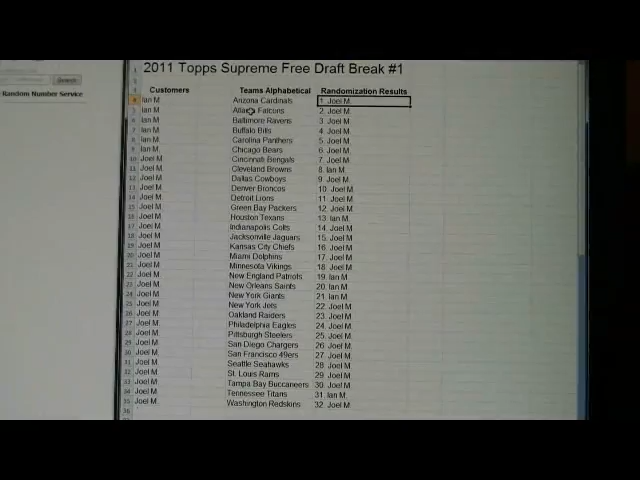 2011 Topps Supreme Free Draft Break #1
Search
Random Number Service
Customers Teams Alphabetical Randomization Results
Ian M. Arizona Cardinals 1. Joel M.
Ian M. Atlanta Falcons 2. Joel M.
Ian M. Baltimore Ravens 3. Joel M.
Ian M. Buffalo Bills 4. Joel M.
Ian M. Carolina Panthers 5. Joel M.
Ian M. Chicago Bears 6. Joel M.
Joel M. Cincinnati Bengals 7. Joel M.
Joel M. Cleveland Browns 8. Ian M.
Joel M. Dallas Cowboys 9. Joel M.
Joel M. Denver Broncos 10. Joel M.
Joel M. Detroit Lions 11. Joel M.
Joel M. Green Bay Packers 12. Joel M.
Joel M. Houston Texans 13. Ian M.
Joel M. Indianapolis Colts 14. Joel M.
Joel M. Jacksonville Jaguars 15. Joel M.
Joel M. Kansas City Chiefs 16. Joel M.
Joel M. Miami Dolphins 17. Joel M.
Joel M. Minnesota Vikings 18. Joel M.
Joel M. New England Patriots 19. Ian M.
Joel M. New Orleans Saints 20. Ian M.
Joel M. New York Giants 21. Ian M.
Joel M. New York Jets 22. Joel M.
Joel M. Oakland Raiders 23. Joel M.
Joel M. Philadelphia Eagles 24. Joel M.
Joel M. Pittsburgh Steelers 25. Joel M.
Joel M. San Diego Chargers 26. Joel M.
Joel M. San Francisco 49ers 27. Joel M.
Joel M. Seattle Seahawks 28. Joel M.
Joel M. St. Louis Rams 29. Joel M.
Joel M. Tampa Bay Buccaneers 30. Joel M.
Joel M. Tennessee Titans 31. Ian M.
Joel M. Washington Redskins 32. Joel M.